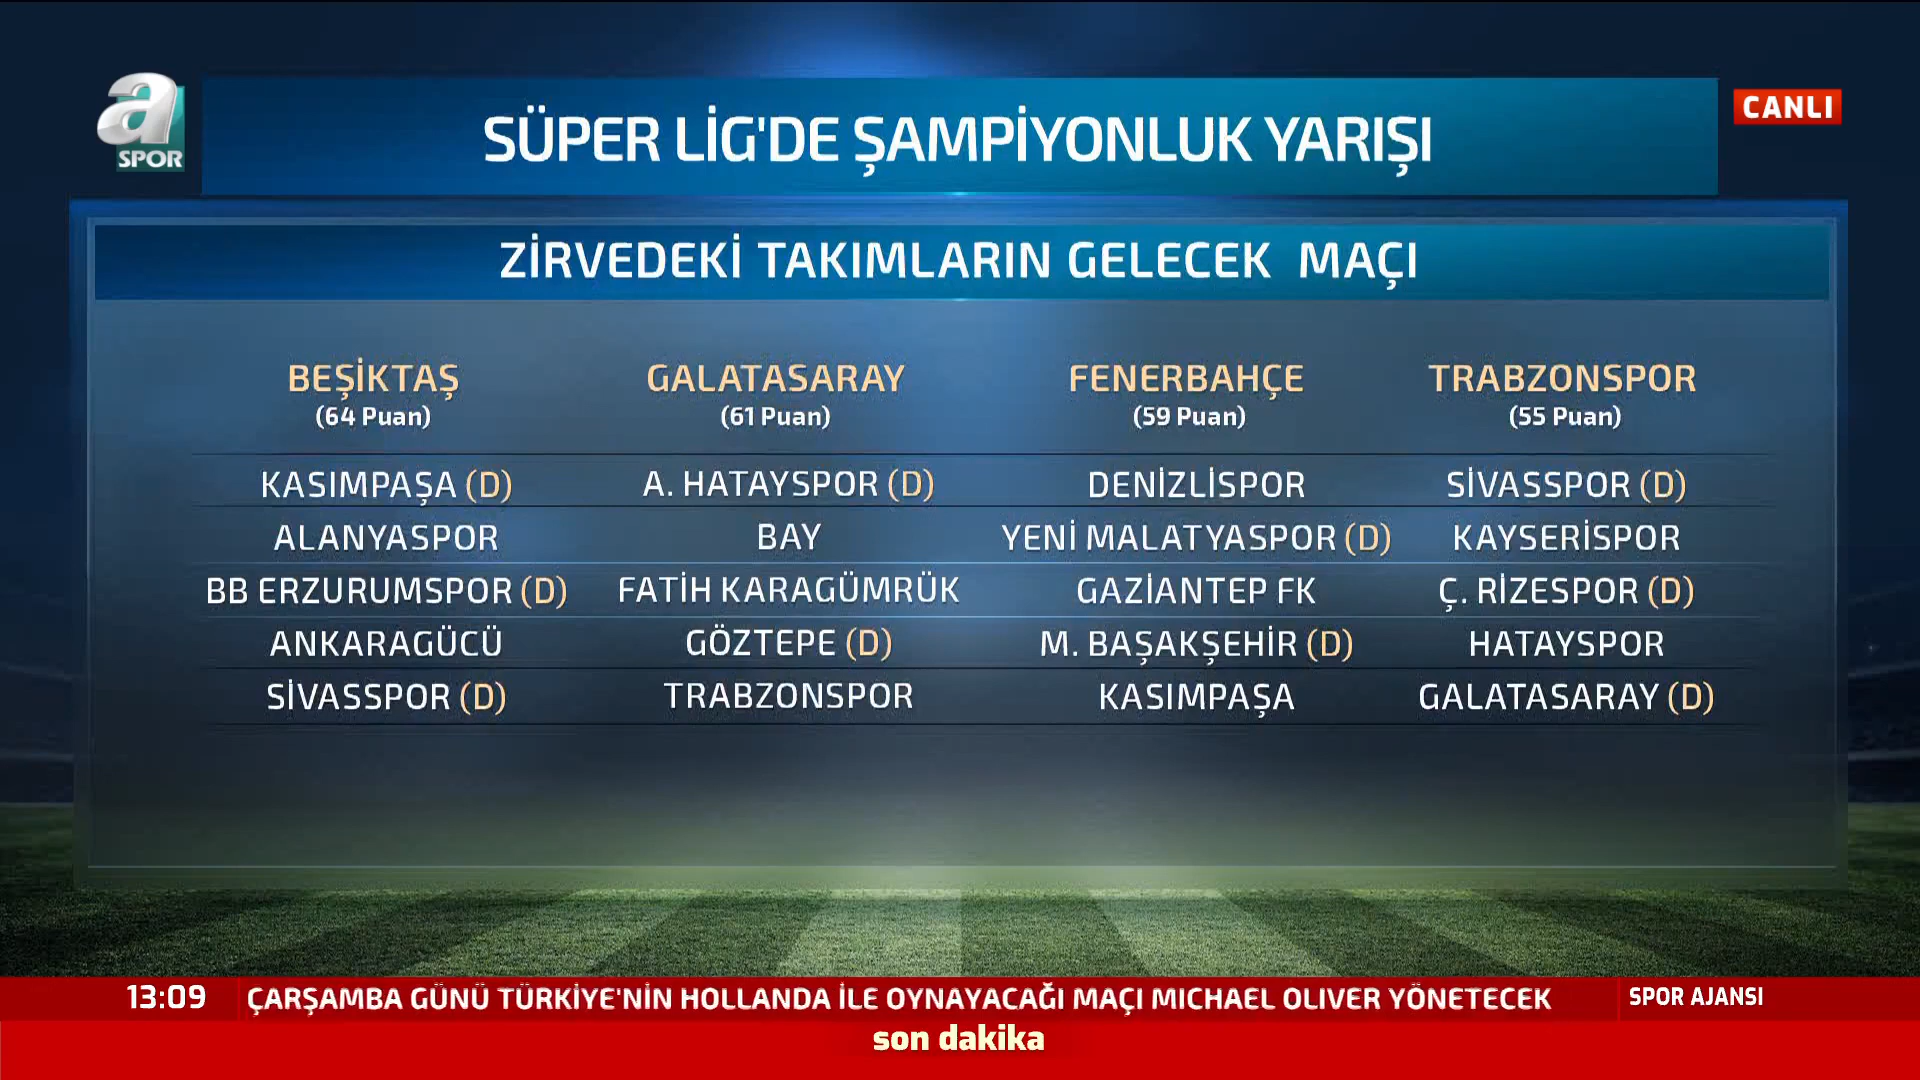 a
SPOR
SÜPER LİG'DE ŞAMPİYONLUK YARIŞI
CANLI
ZİRVEDEKİ TAKIMLARIN GELECEK MAÇI
BEŞİKTAŞ
(64 Puan)
KASIMPAŞA (D)
ALANYASPOR
BB ERZURUMSPOR (D)
ANKARAGÜCÜ
SİVASSPOR (D)
GALATASARAY
(61 Puan)
A. HATAYSPOR (D)
BAY
FATİH KARAGÜMRÜK
GÖZTEPE (D)
TRABZONSPOR
FENERBAHÇE
(59 Puan)
DENİZLİSPOR
YENİ MALATYASPOR (D)
GAZİANTEP FK
M. BAŞAKŞEHİR (D)
KASIMPAŞA
TRABZONSPOR
(55 Puan)
SİVASSPOR (D)
KAYSERİSPOR
Ç. RİZESPOR (D)
HATAYSPOR
GALATASARAY (D)
13:09
ÇARŞAMBA GÜNÜ TÜRKİYE'NİN HOLLANDA İLE OYNAYACAĞI MAÇI MICHAEL OLIVER YÖNETECEK
SPOR AJANSI
son dakika